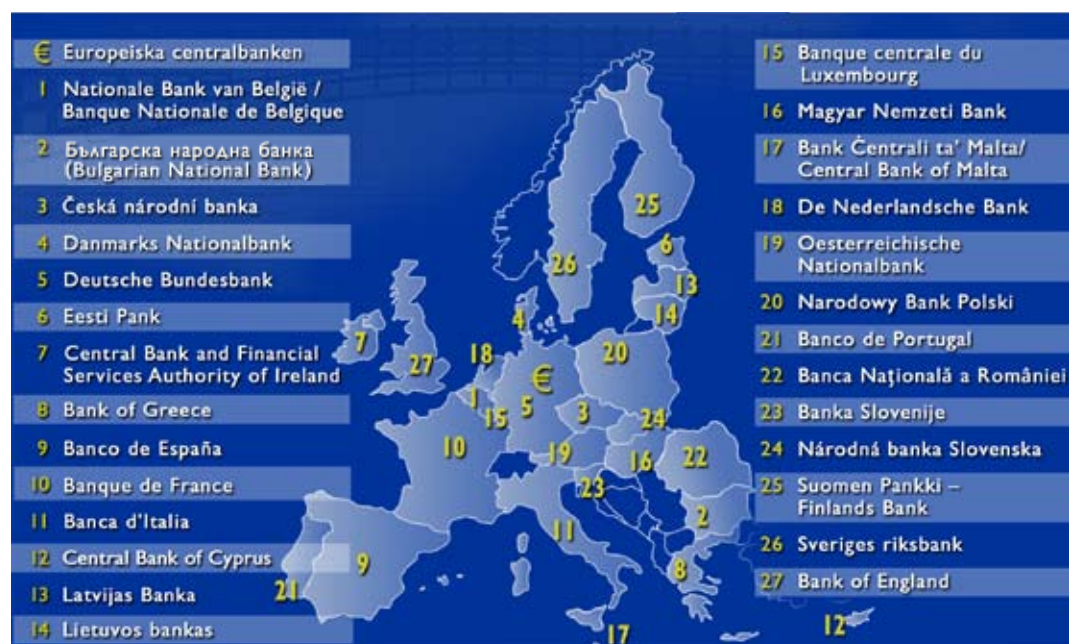 € Europeiska centralbanken
1 Nationale Bank van België /
Banque Nationale de Belgique
2 Българска народна банка
(Bulgarian National Bank)
3 Česká národní banka
4 Danmarks Nationalbank
5 Deutsche Bundesbank
6 Eesti Pank
7 Central Bank and Financial
Services Authority of Ireland
8 Bank of Greece
9 Banco de España
10 Banque de France
11 Banca d'Italia
12 Central Bank of Cyprus
13 Latvijas Banka
14 Lietuvos bankas
25
6
26
13
14
4
7
18
20
27
€
1
15
5
3
24
10
19
16
22
23
2
11
9
8
21
17
12
15 Banque centrale du
Luxembourg
16 Magyar Nemzeti Bank
17 Bank Ċentrali ta' Malta/
Central Bank of Malta
18 De Nederlandsche Bank
19 Oesterreichische
Nationalbank
20 Narodowy Bank Polski
21 Banco de Portugal
22 Banca Naţională a României
23 Banka Slovenije
24 Národná banka Slovenska
25 Suomen Pankki –
Finlands Bank
26 Sveriges riksbank
27 Bank of England